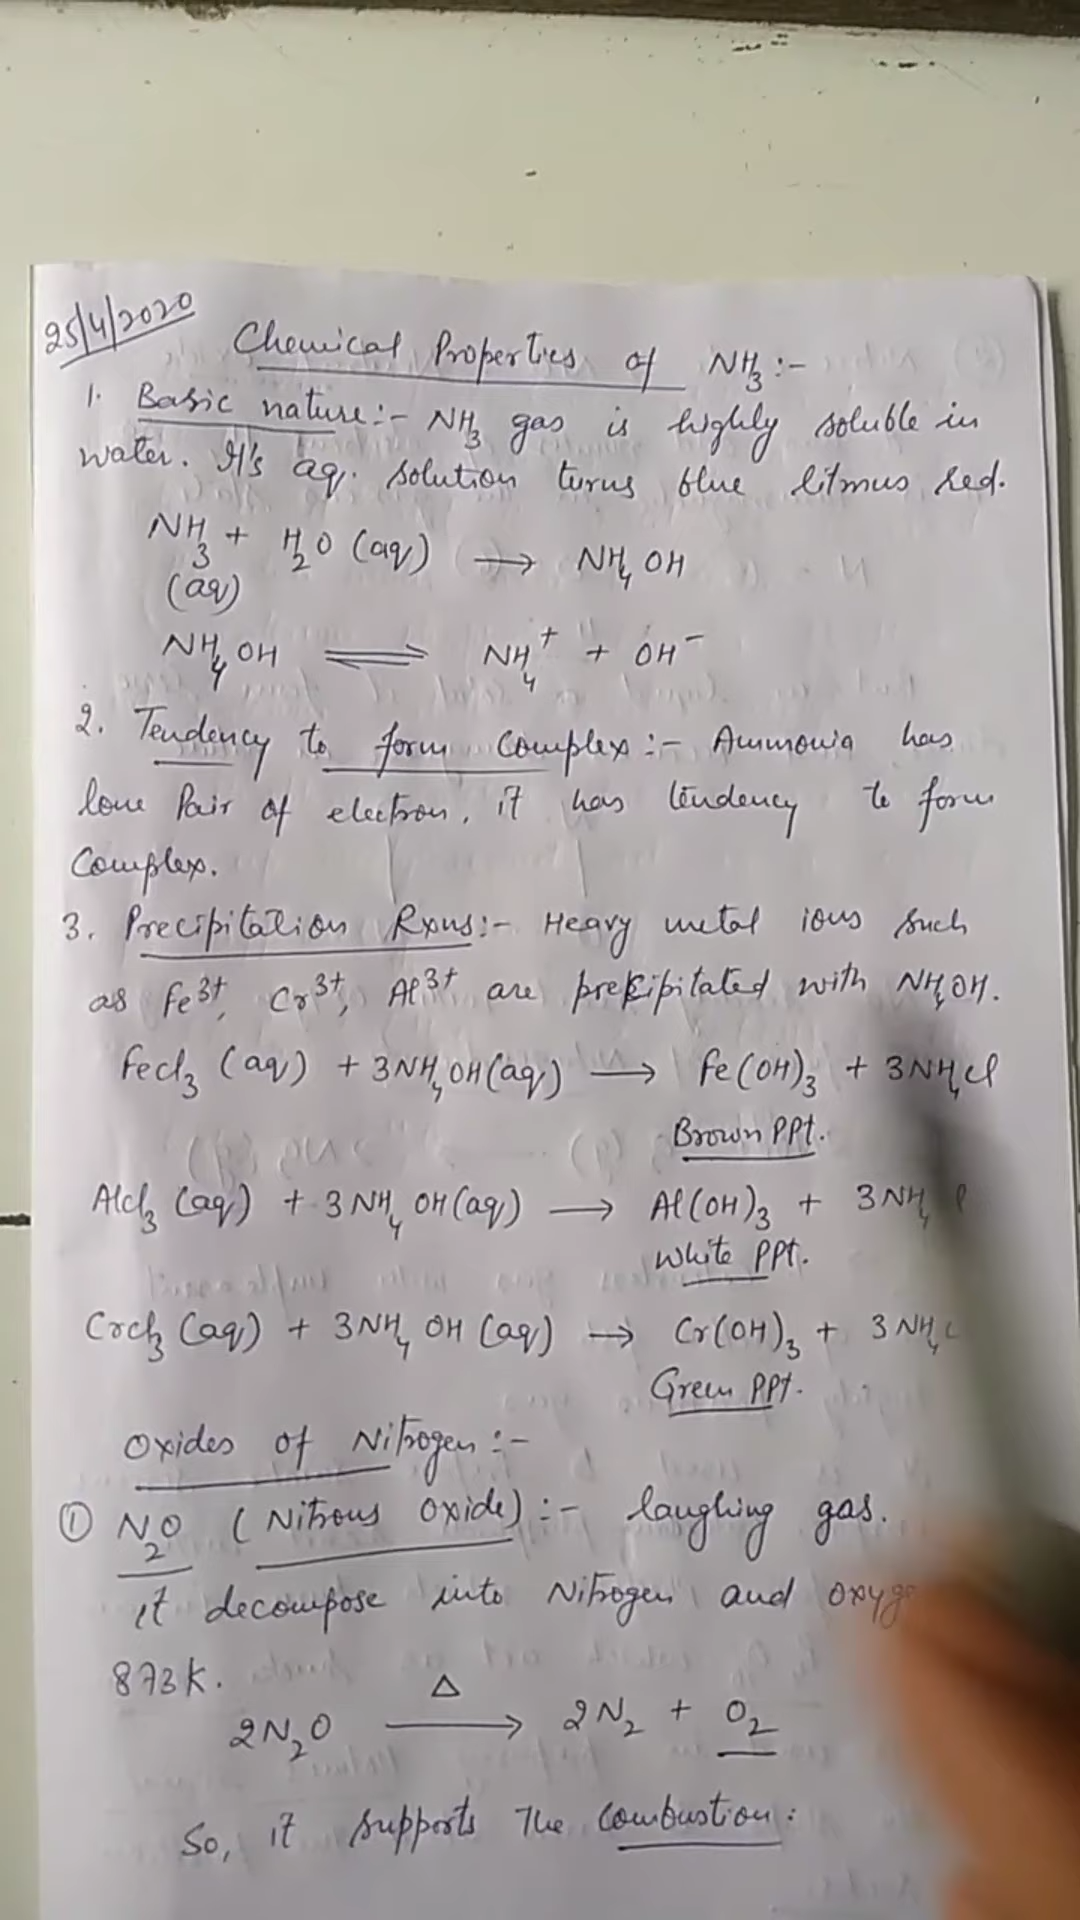 25/4/2020
Chemical Properties of NH3:-
1. Basic nature:- NH3 gas is highly soluble in
water. It's aq. solution turns blue litmus red.
NH3 + H2O (aq) → NH4OH
(aq)
NH4OH ⇌ NH4+ + OH-
2. Tendency to form Complex:- Ammonia has
lone Pair of electron, it has tendency to form
Complex.
3. Precipitation Rxns:- Heavy metal ions such
as Fe3+, Cr3+, Al3+ are precipitated with NH4OH.
FeCl3 (aq) + 3NH4OH(aq) → Fe(OH)3 + 3NH4Cl
Brown PPt.
AlCl3 (aq) + 3NH4OH(aq) → Al(OH)3 + 3NH4
White PPt.
CrCl3 (aq) + 3NH4OH (aq) → Cr(OH)3 + 3NH4C
Green PPt.
Oxides of Nitrogen:-
① N2O (Nitrous Oxide):- laughing gas.
it decompose into Nitrogen and oxyg
873K.
2N2O △→ 2N2 + O2
So, it supports The Combustion: